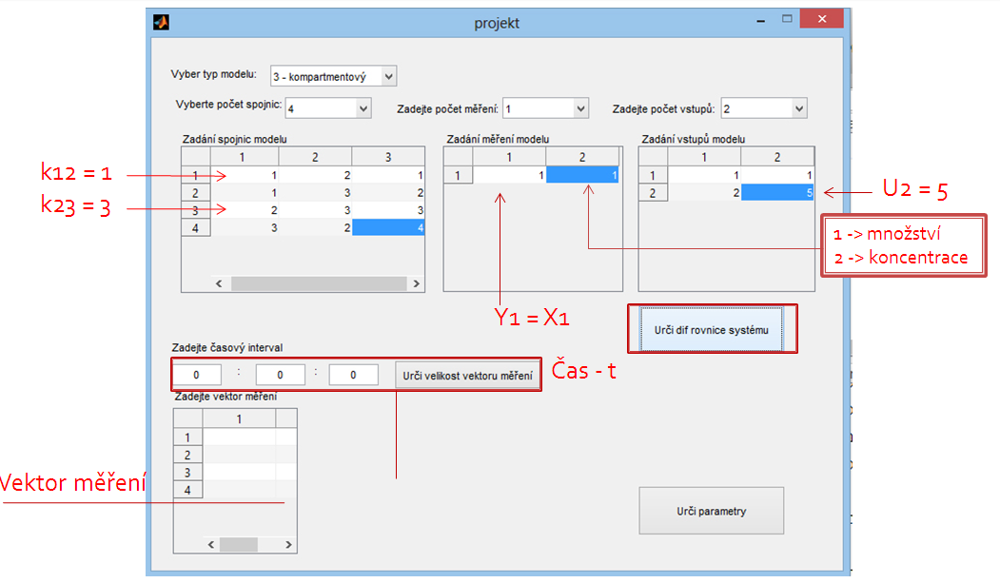 projekt
Vyber typ modelu: 3 - kompartmentový
Vyberte počet spojnic: 4 Zadejte počet měření: 1 Zadejte počet vstupů: 2
Zadání spojnic modelu Zadání měření modelu Zadání vstupů modelu
1 2 3 1 2 1 2
k12 = 1 1 1 2 1 1 1 1 1 1 1
2 1 3 2 2 2 5 U2 = 5
k23 = 3 3 2 3 3
4 3 2 4
1 -> množství
2 -> koncentrace
Y1 = X1
Urči dif rovnice systému
Zadejte časový interval
0 : 0 : 0 Urči velikost vektoru měření Čas - t
Zadejte vektor měření
1
1
2
3
4
Vektor měření
Urči parametry